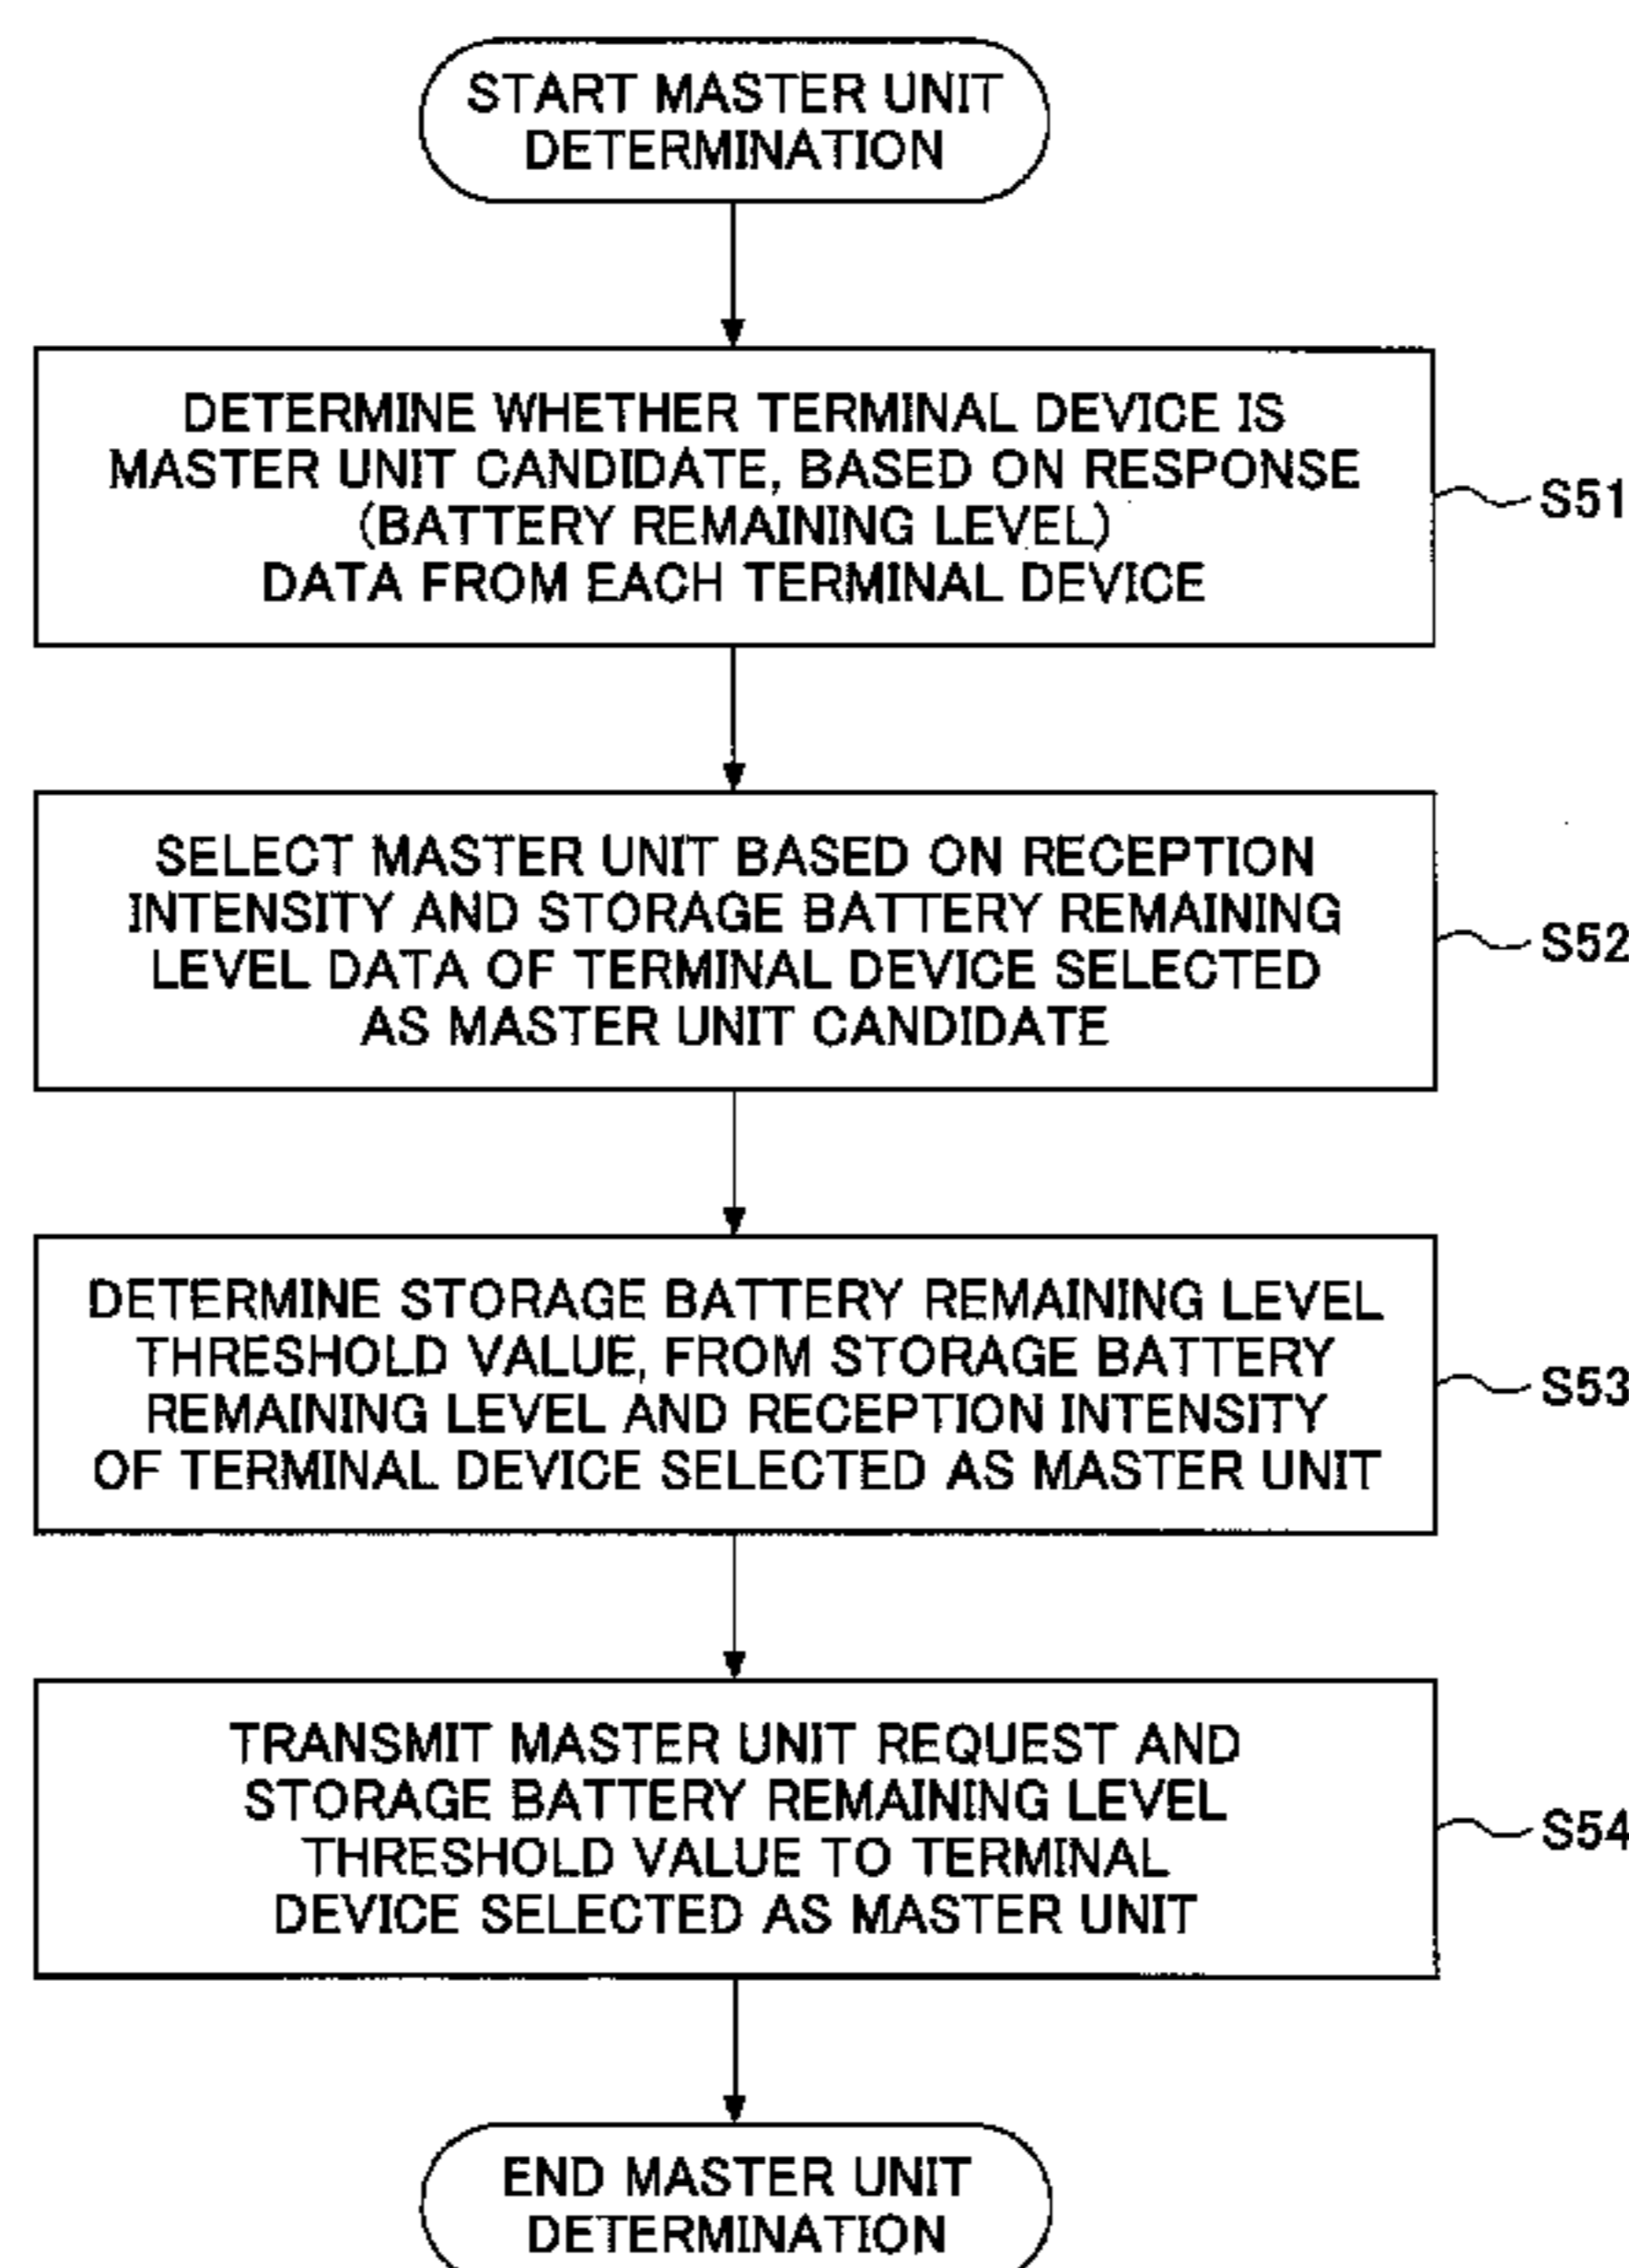 START MASTER UNIT
DETERMINATION
DETERMINE WHETHER TERMINAL DEVICE IS
MASTER UNIT CANDIDATE, BASED ON RESPONSE
(BATTERY REMAINING LEVEL)
DATA FROM EACH TERMINAL DEVICE
S51
SELECT MASTER UNIT BASED ON RECEPTION
INTENSITY AND STORAGE BATTERY REMAINING
LEVEL DATA OF TERMINAL DEVICE SELECTED
AS MASTER UNIT CANDIDATE
S52
DETERMINE STORAGE BATTERY REMAINING LEVEL
THRESHOLD VALUE, FROM STORAGE BATTERY
REMAINING LEVEL AND RECEPTION INTENSITY
OF TERMINAL DEVICE SELECTED AS MASTER UNIT
S53
TRANSMIT MASTER UNIT REQUEST AND
STORAGE BATTERY REMAINING LEVEL
THRESHOLD VALUE TO TERMINAL
DEVICE SELECTED AS MASTER UNIT
S54
END MASTER UNIT
DETERMINATION